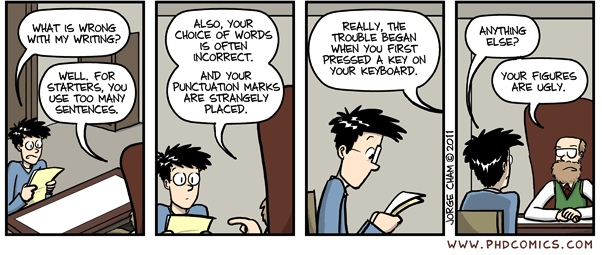 WHAT IS WRONG
WITH MY WRITING?
WELL. FOR
STARTERS, YOU
USE TOO MANY
SENTENCES.
ALSO, YOUR
CHOICE OF WORDS
IS OFTEN
INCORRECT.
AND YOUR
PUNCTUATION MARKS
ARE STRANGELY
PLACED.
REALLY, THE
TROUBLE BEGAN
WHEN YOU FIRST
PRESSED A KEY ON
YOUR KEYBOARD.
JORGE CHAM © 2011
ANYTHING
ELSE?
YOUR FIGURES
ARE UGLY.
WWW.PHDCOMICS.COM